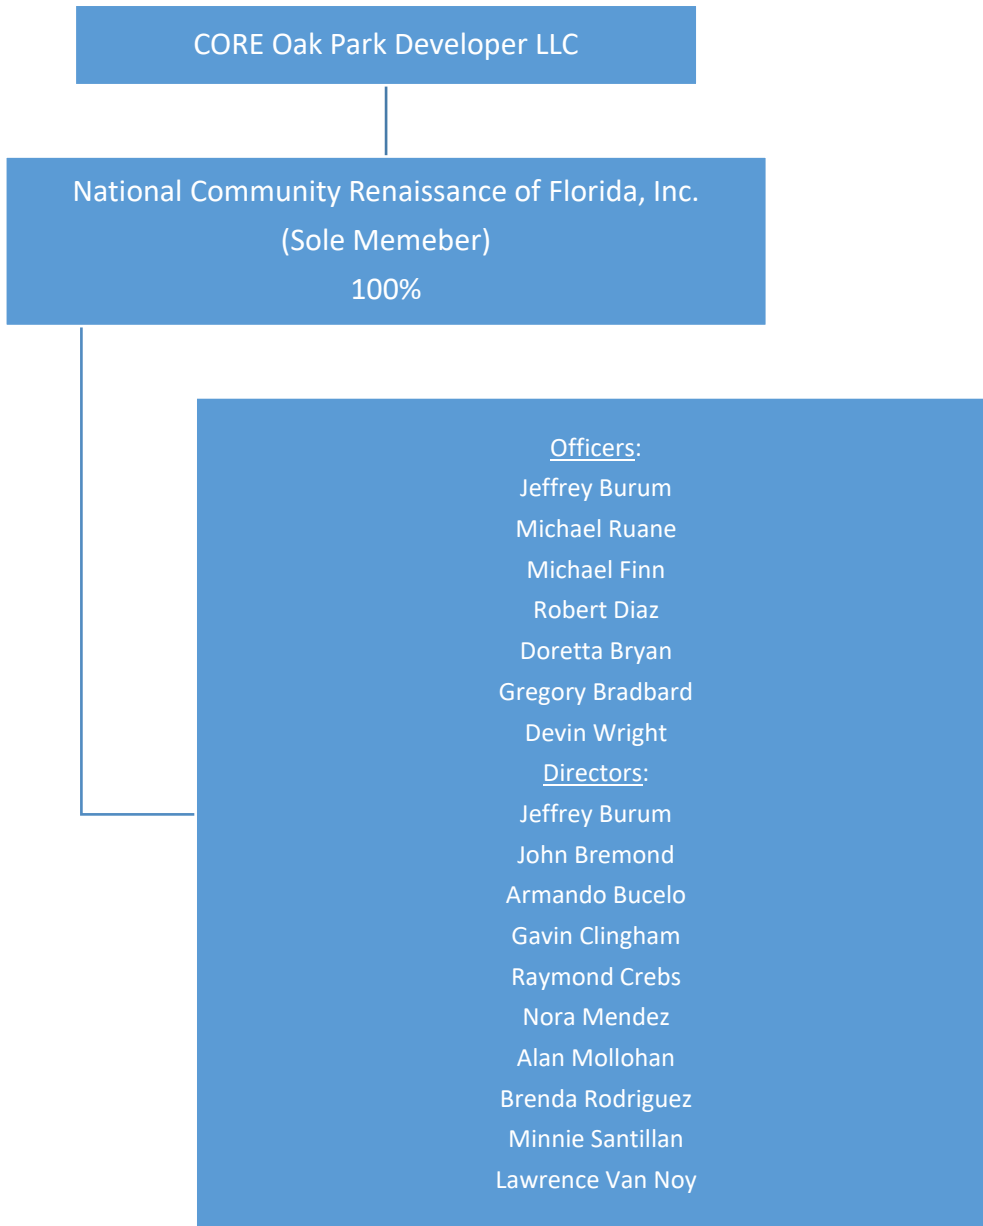 CORE Oak Park Developer LLC
National Community Renaissance of Florida, Inc.
(Sole Memeber)
100%
Officers:
Jeffrey Burum
Michael Ruane
Michael Finn
Robert Diaz
Doretta Bryan
Gregory Bradbard
Devin Wright
Directors:
Jeffrey Burum
John Bremond
Armando Bucelo
Gavin Clingham
Raymond Crebs
Nora Mendez
Alan Mollohan
Brenda Rodriguez
Minnie Santillan
Lawrence Van Noy